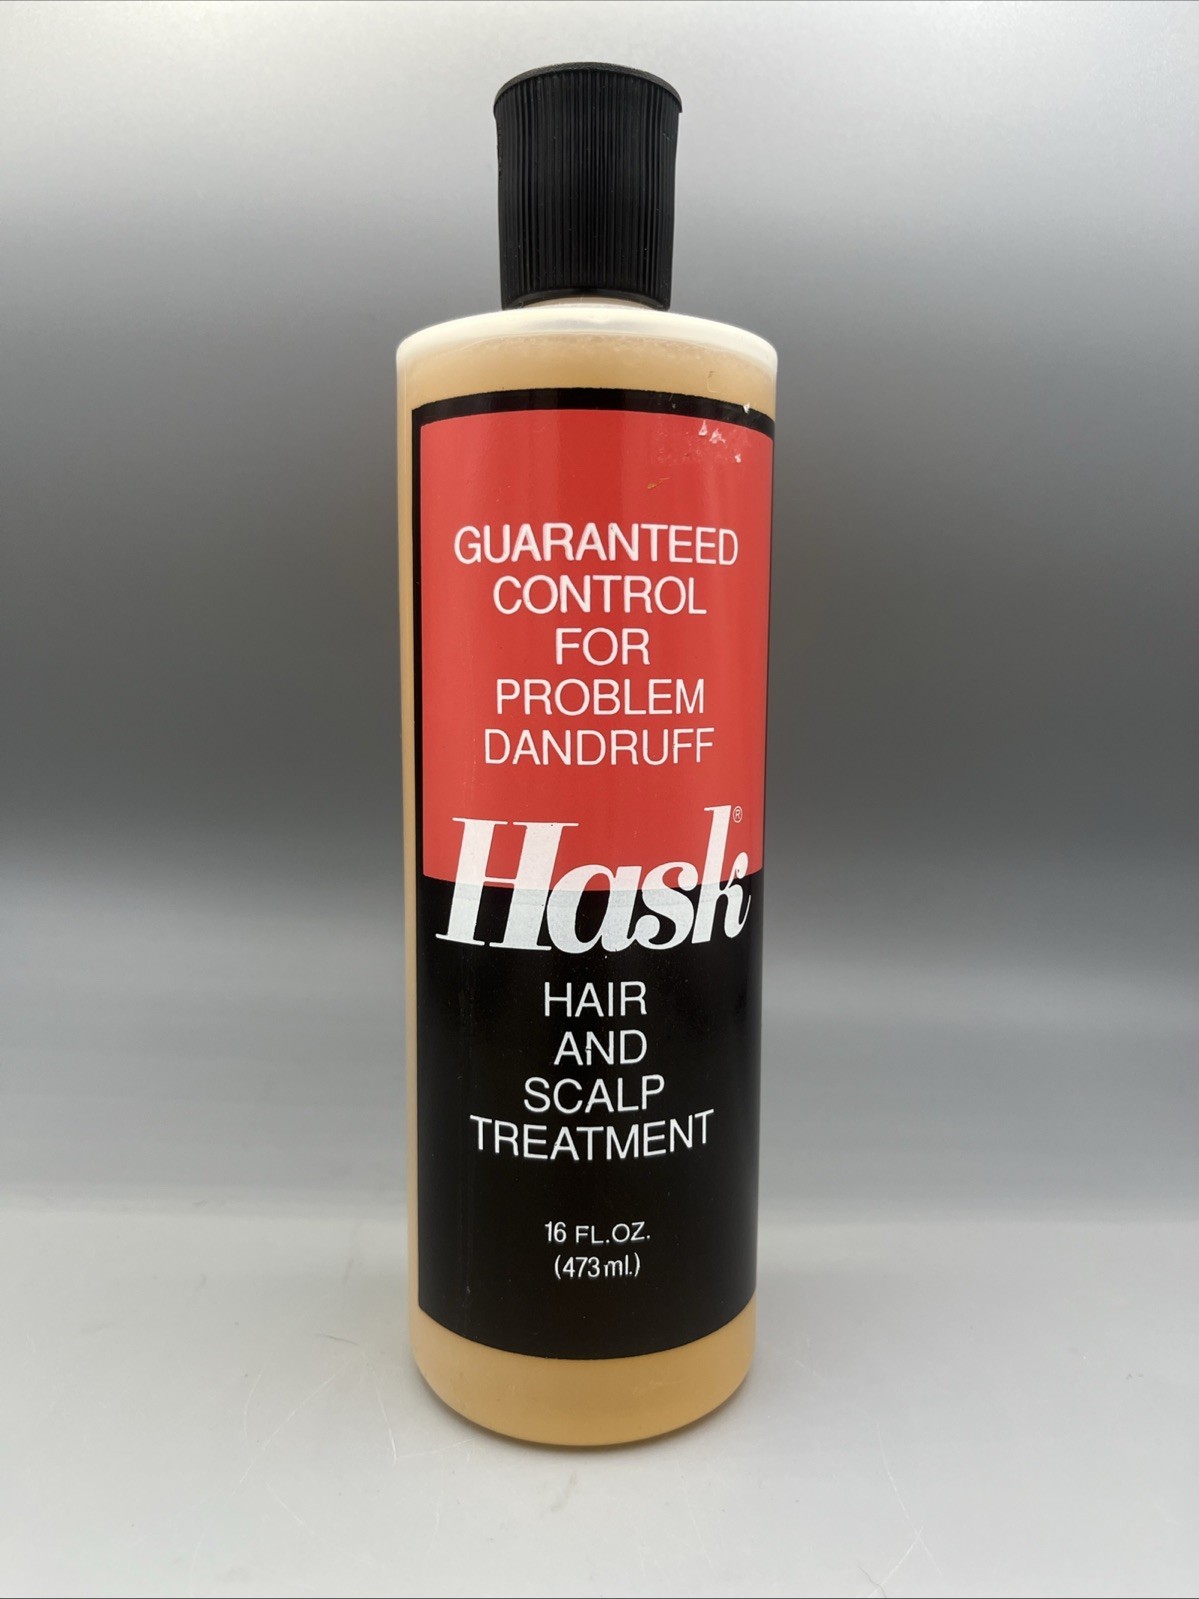 GUARANTEED
CONTROL
FOR
PROBLEM
DANDRUFF
Hask®
HAIR
AND
SCALP
TREATMENT
16 FL.OZ.
(473 ml.)